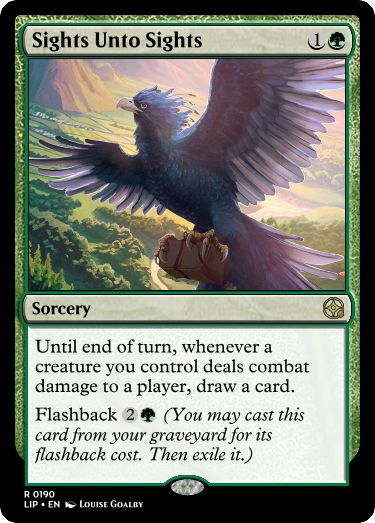 Sights Unto Sights 1
Sorcery
Until end of turn, whenever a
creature you control deals combat
damage to a player, draw a card.
Flashback 2 (You may cast this
card from your graveyard for its
flashback cost. Then exile it.)
R 0190
LIP • EN Louise Goalby